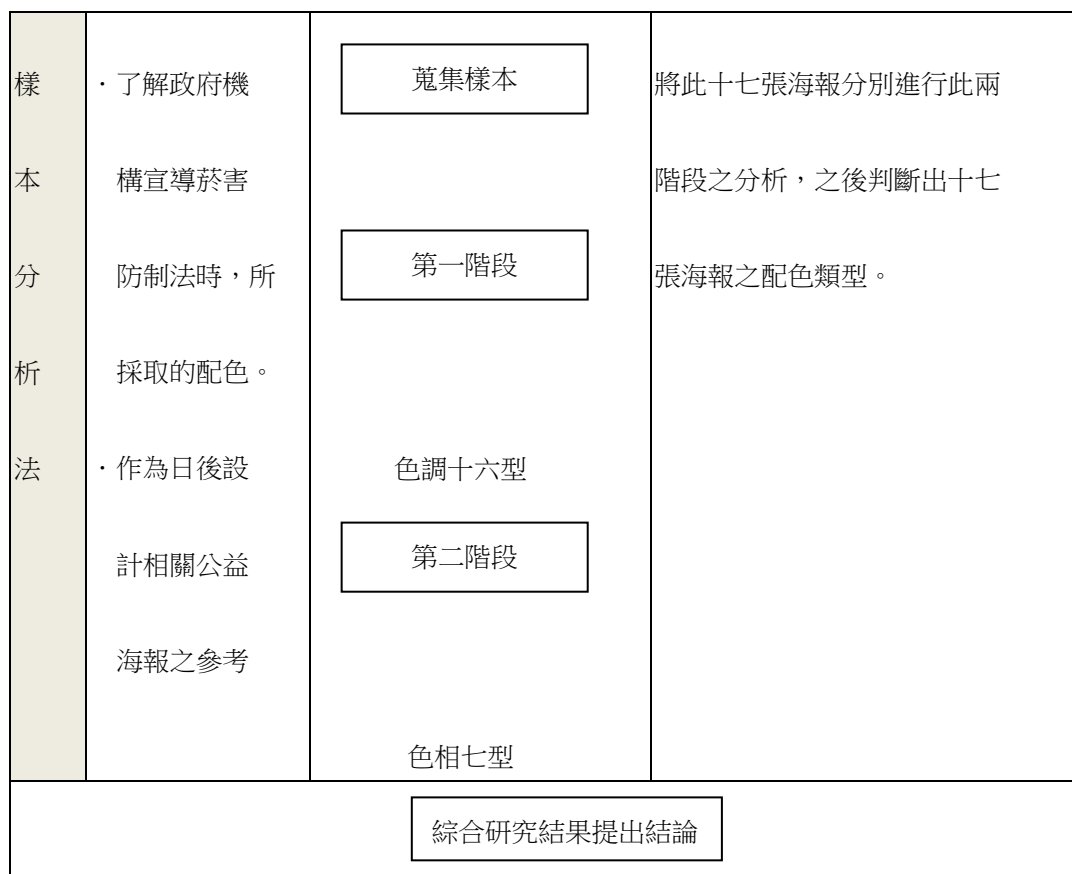 樣
本
分
析
法
．了解政府機
構宣導菸害
防制法時，所
採取的配色。
．作為日後設
計相關公益
海報之參考
蒐集樣本
第一階段
色調十六型
第二階段
色相七型
將此十七張海報分別進行此兩
階段之分析，之後判斷出十七
張海報之配色類型。
綜合研究結果提出結論